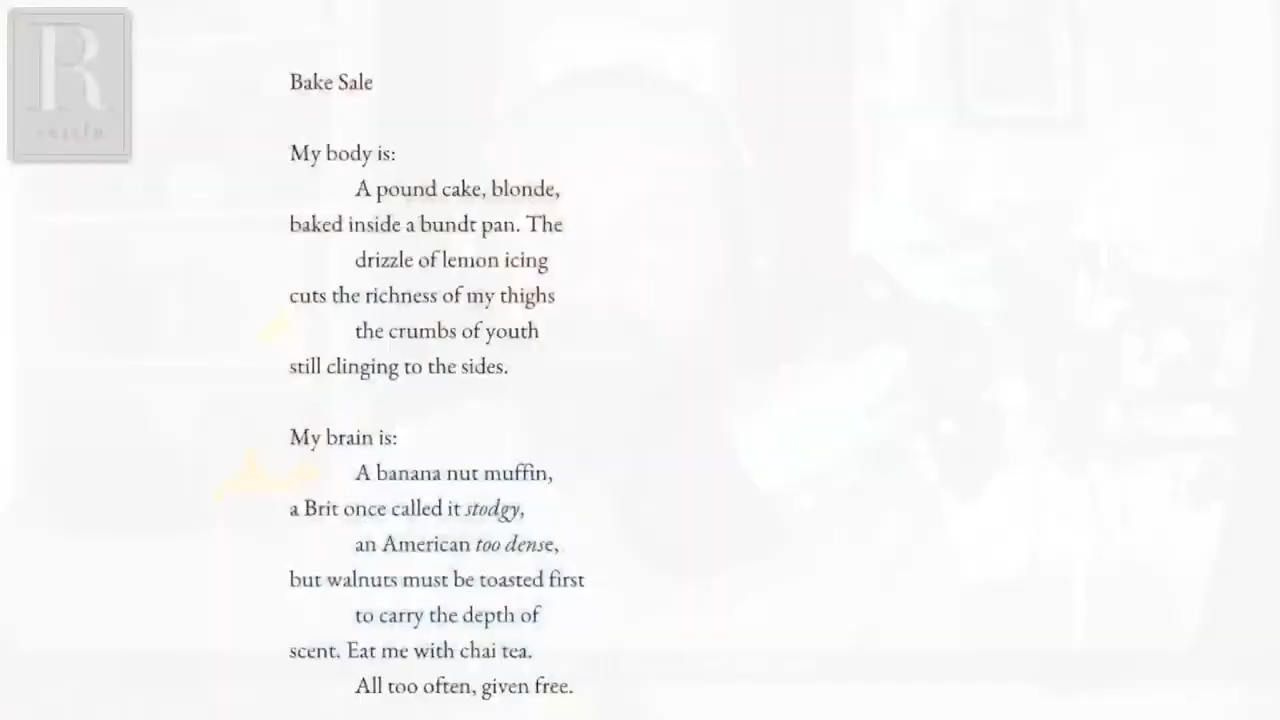 R
Bake Sale
My body is:
A pound cake, blonde,
baked inside a bundt pan. The
drizzle of lemon icing
cuts the richness of my thighs
the crumbs of youth
still clinging to the sides.
My brain is:
A banana nut muffin,
a Brit once called it stodgy,
an American too dense,
but walnuts must be toasted first
to carry the depth of
scent. Eat me with chai tea.
All too often, given free.